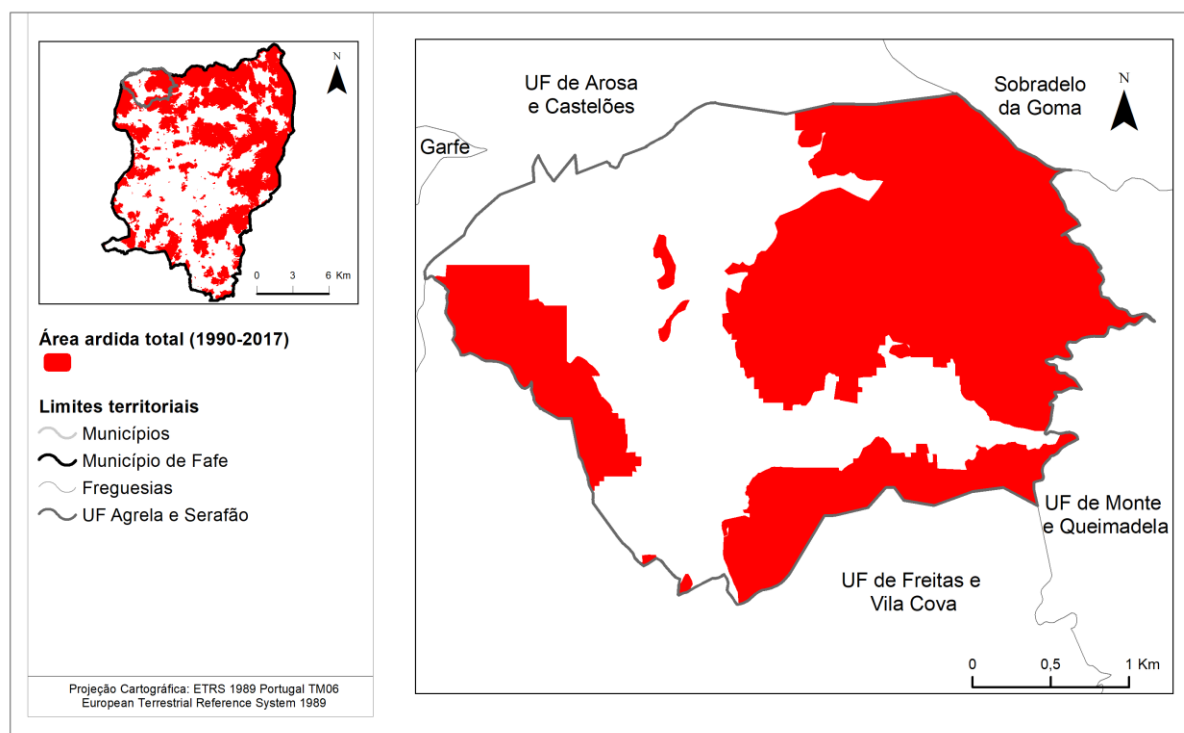 N
0 3 6 Km
Área ardida total (1990-2017)
Limites territoriais
Municípios
Município de Fafe
Freguesias
UF Agrela e Serafão
Projeção Cartográfica: ETRS 1989 Portugal TM06
European Terrestrial Reference System 1989
UF de Arosa
e Castelões
Sobradelo
da Goma
N
Garfe
UF de Monte
e Queimadela
UF de Freitas e
Vila Cova
0 0,5 1 Km